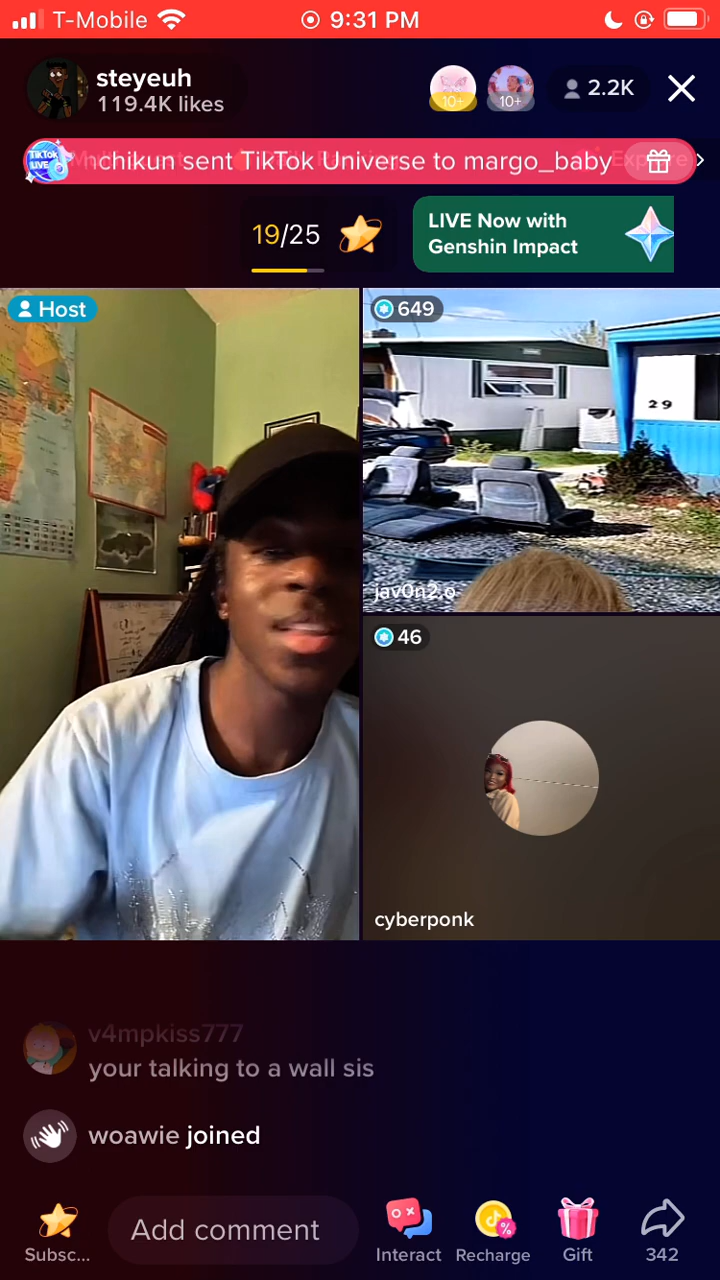 T-Mobile
9:31 PM
steyeuh
119.4K likes
10+
10+
2.2K
TikTok
LIVE
chikun sent TikTok Universe to margo_baby
19/25
LIVE Now with
Genshin Impact
Host
649
29
jav0n2.o
46
cyberponk
v4mpkiss777
your talking to a wall sis
woawie joined
Subsc...
Add comment
Interact
Recharge
Gift
342